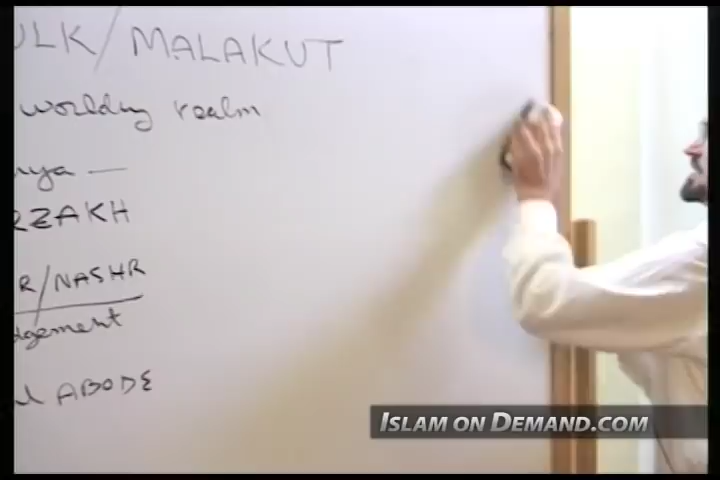 ULK/MALAKUT
worldly realm
nya —
RZAKH
R/NASHR
dgement
ABODE
ISLAM ON DEMAND.COM